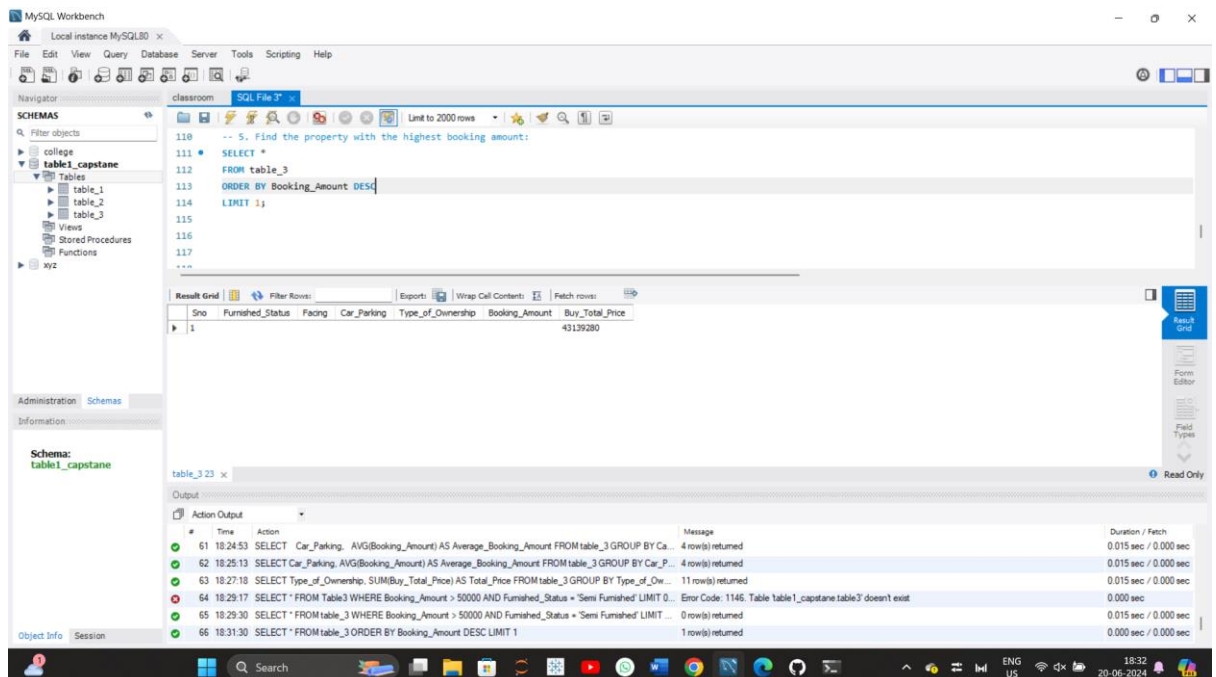 MySQL Workbench
Local instance MySQL80 ×
File Edit View Query Database Server Tools Scripting Help
Navigator
SCHEMAS
Filter objects
college
table1_capstane
Tables
table_1
table_2
table_3
Views
Stored Procedures
Functions
xyz
Administration Schemas
Information
Schema:
table1_capstane
Object Info Session
classroom SQL File 3* ×
Limit to 2000 rows
110 -- 5. Find the property with the highest booking amount:
111 SELECT *
112 FROM table_3
113 ORDER BY Booking_Amount DESC
114 LIMIT 1;
115
116
117
Result Grid Filter Rows: Export: Wrap Cell Content: Fetch rows:
Sno Furnished_Status Facing Car_Parking Type_of_Ownership Booking_Amount Buy_Total_Price
1 43139280
Result Grid
Form Editor
Field Types
table_3 23 × Read Only
Output
Action Output
# Time Action Message Duration / Fetch
61 18:24:53 SELECT Car_Parking, AVG(Booking_Amount) AS Average_Booking_Amount FROM table_3 GROUP BY Ca... 4 row(s) returned 0.015 sec / 0.000 sec
62 18:25:13 SELECT Car_Parking, AVG(Booking_Amount) AS Average_Booking_Amount FROM table_3 GROUP BY Car_P... 4 row(s) returned 0.015 sec / 0.000 sec
63 18:27:18 SELECT Type_of_Ownership, SUM(Buy_Total_Price) AS Total_Price FROM table_3 GROUP BY Type_of_Ow... 11 row(s) returned 0.015 sec / 0.000 sec
64 18:29:17 SELECT * FROM Table3 WHERE Booking_Amount > 50000 AND Furnished_Status = 'Semi Furnished' LIMIT 0... Error Code: 1146. Table 'table1_capstane.table3' doesn't exist 0.000 sec
65 18:29:30 SELECT * FROM table_3 WHERE Booking_Amount > 50000 AND Furnished_Status = 'Semi Furnished' LIMIT ... 0 row(s) returned 0.015 sec / 0.000 sec
66 18:31:30 SELECT * FROM table_3 ORDER BY Booking_Amount DESC LIMIT 1 1 row(s) returned 0.000 sec / 0.000 sec
Search
ENG
US
18:32
20-06-2024